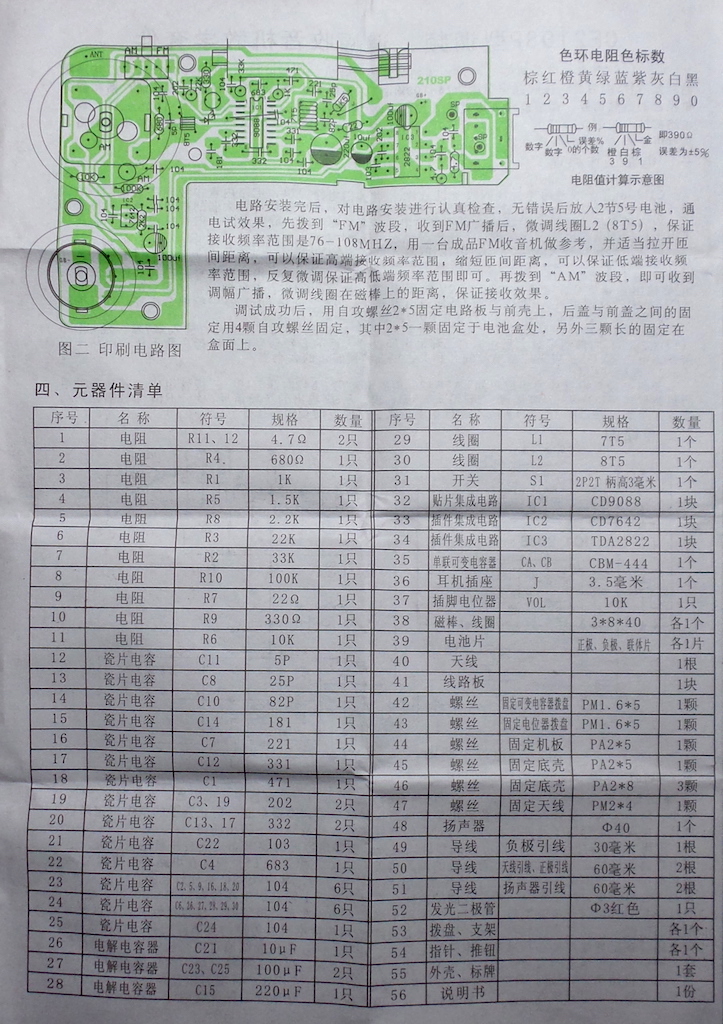 ANT
AM FM
210SP
色环电阻色标数
棕红橙黄绿蓝紫灰白黑
1 2 3 4 5 6 7 8 9 0
例
即390Ω
数字 数字 0的个数 误差%
橙白棕 金
3 9 1
误差为±5%
电阻值计算示意图
电路安装完后，对电路安装进行认真检查，无错误后放入2节5号电池，通
电试效果，先拨到“FM”波段，收到FM广播后，微调线圈L2（8T5），保证
接收频率范围是76-108MHZ，用一台成品FM收音机做参考，并适当拉开匝
间距离，可以保证高端接收频率范围，缩短匝间距离，可以保证低端接收频
率范围，反复微调保证高低端频率范围即可。再拨到“AM”波段，即可收到
调幅广播，微调线圈在磁棒上的距离，保证接收效果。
调试成功后，用自攻螺丝2*5固定电路板与前壳上，后盖与前盖之间的固
定用4颗自攻螺丝固定，其中2*5一颗固定于电池盒处，另外三颗长的固定在
盒面上。
图二 印刷电路图
四、元器件清单
序号 名称 符号 规格 数量 序号 名称 符号 规格 数量
1 电阻 R11、12 4.7Ω 2只 29 线圈 L1 7T5 1个
2 电阻 R4. 680Ω 1只 30 线圈 L2 8T5 1个
3 电阻 R1 1K 1只 31 开关 S1 2P2T 柄高3毫米 1个
4 电阻 R5 1.5K 1只 32 贴片集成电路 IC1 CD9088 1块
5 电阻 R8 2.2K 1只 33 插件集成电路 IC2 CD7642 1块
6 电阻 R3 22K 1只 34 插件集成电路 IC3 TDA2822 1块
7 电阻 R2 33K 1只 35 单联可变电容器 CA、CB CBM-444 1个
8 电阻 R10 100K 1只 36 耳机插座 J 3.5毫米 1个
9 电阻 R7 22Ω 1只 37 插脚电位器 VOL 10K 1只
10 电阻 R9 330Ω 1只 38 磁棒、线圈 3*8*40 各1个
11 电阻 R6 10K 1只 39 电池片 正极、负极、联体片 各1片
12 瓷片电容 C11 5P 1只 40 天线 1根
13 瓷片电容 C8 25P 1只 41 线路板 1块
14 瓷片电容 C10 82P 1只 42 螺丝 固定可变电容器拨盘 PM1.6*5 1颗
15 瓷片电容 C14 181 1只 43 螺丝 固定电位器拨盘 PM1.6*5 1颗
16 瓷片电容 C7 221 1只 44 螺丝 固定机板 PA2*5 1颗
17 瓷片电容 C12 331 1只 45 螺丝 固定底壳 PA2*5 1颗
18 瓷片电容 C1 471 1只 46 螺丝 固定底壳 PA2*8 3颗
19 瓷片电容 C3、19 202 2只 47 螺丝 固定天线 PM2*4 1颗
20 瓷片电容 C13、17 332 2只 48 扬声器 Φ40 1个
21 瓷片电容 C22 103 1只 49 导线 负极引线 30毫米 1根
22 瓷片电容 C4 683 1只 50 导线 天线引线、正极引线 60毫米 2根
23 瓷片电容 C2.5.9.16.18.20 104 6只 51 导线 扬声器引线 60毫米 2根
24 瓷片电容 104 6只 52 发光二极管 Φ3红色 1只
25 瓷片电容 C24 104 1只 53 拨盘、支架 各1个
26 电解电容器 C21 10μF 1只 54 指针、推钮 各1个
27 电解电容器 C23、C25 100μF 2只 55 外壳、标牌 1套
28 电解电容器 C15 220μF 1只 56 说明书 1份